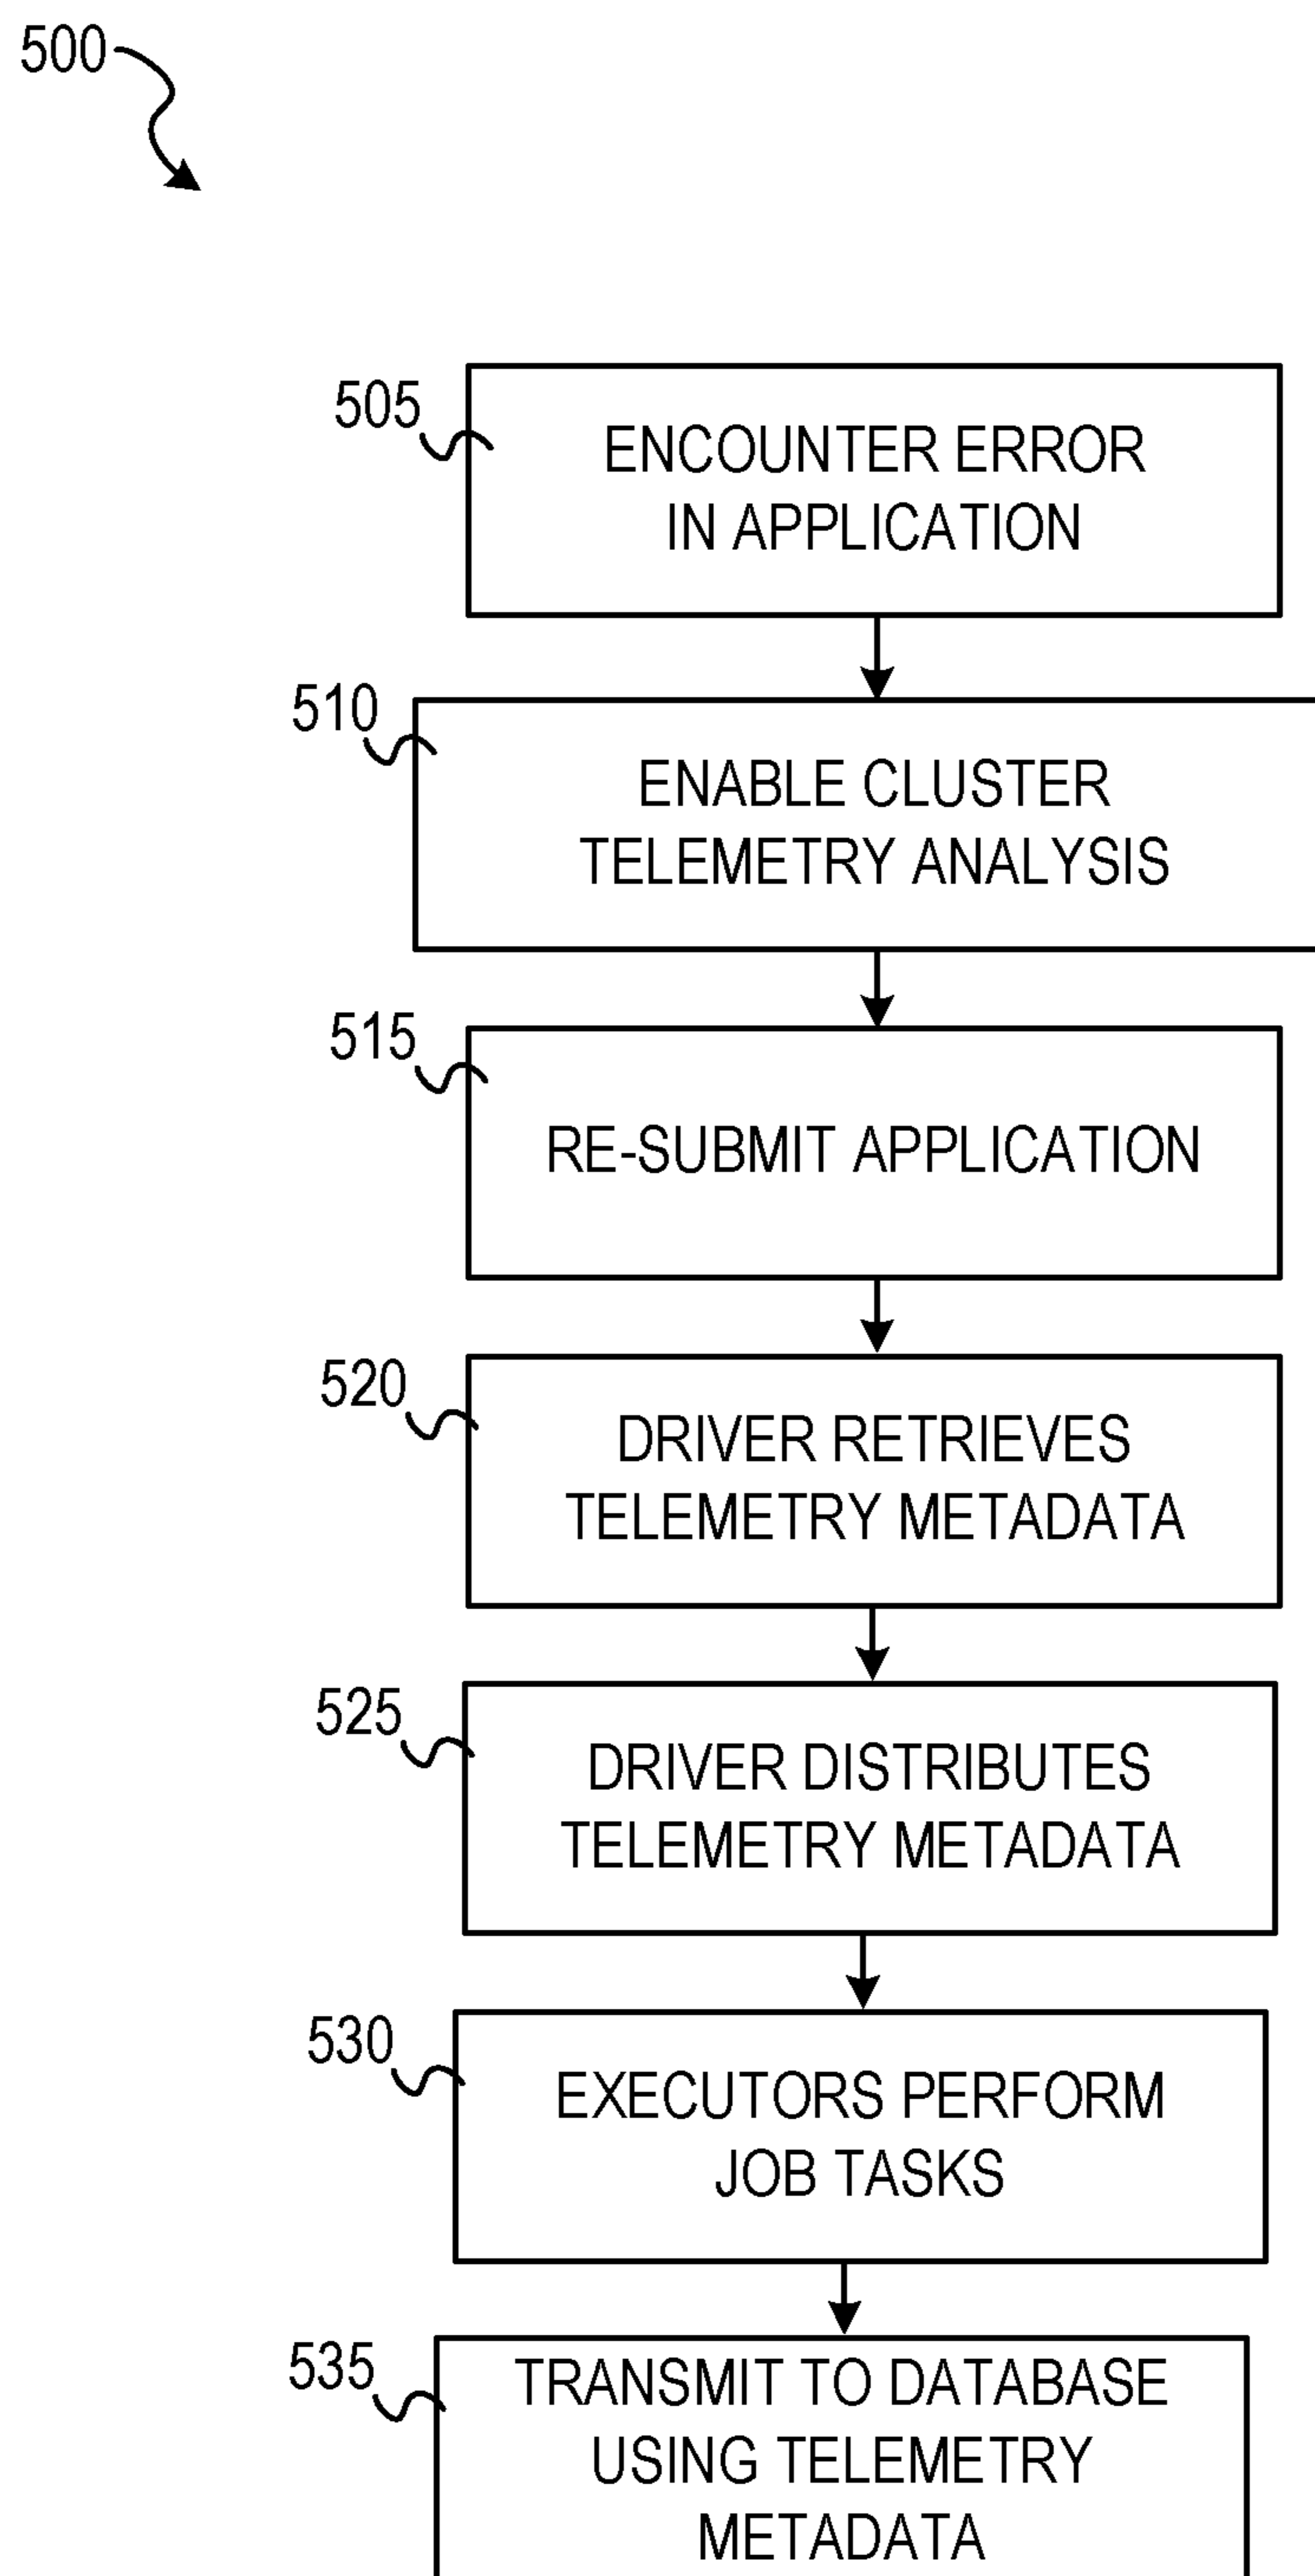 500
505
ENCOUNTER ERROR
IN APPLICATION
510
ENABLE CLUSTER
TELEMETRY ANALYSIS
515
RE-SUBMIT APPLICATION
520
DRIVER RETRIEVES
TELEMETRY METADATA
525
DRIVER DISTRIBUTES
TELEMETRY METADATA
530
EXECUTORS PERFORM
JOB TASKS
535
TRANSMIT TO DATABASE
USING TELEMETRY
METADATA